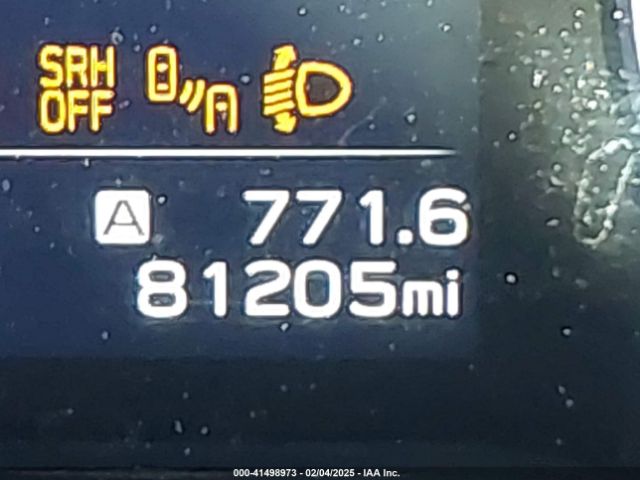 SRH
OFF
A 771.6
81205mi
000-41498973 - 02/04/2025 - IAA Inc.